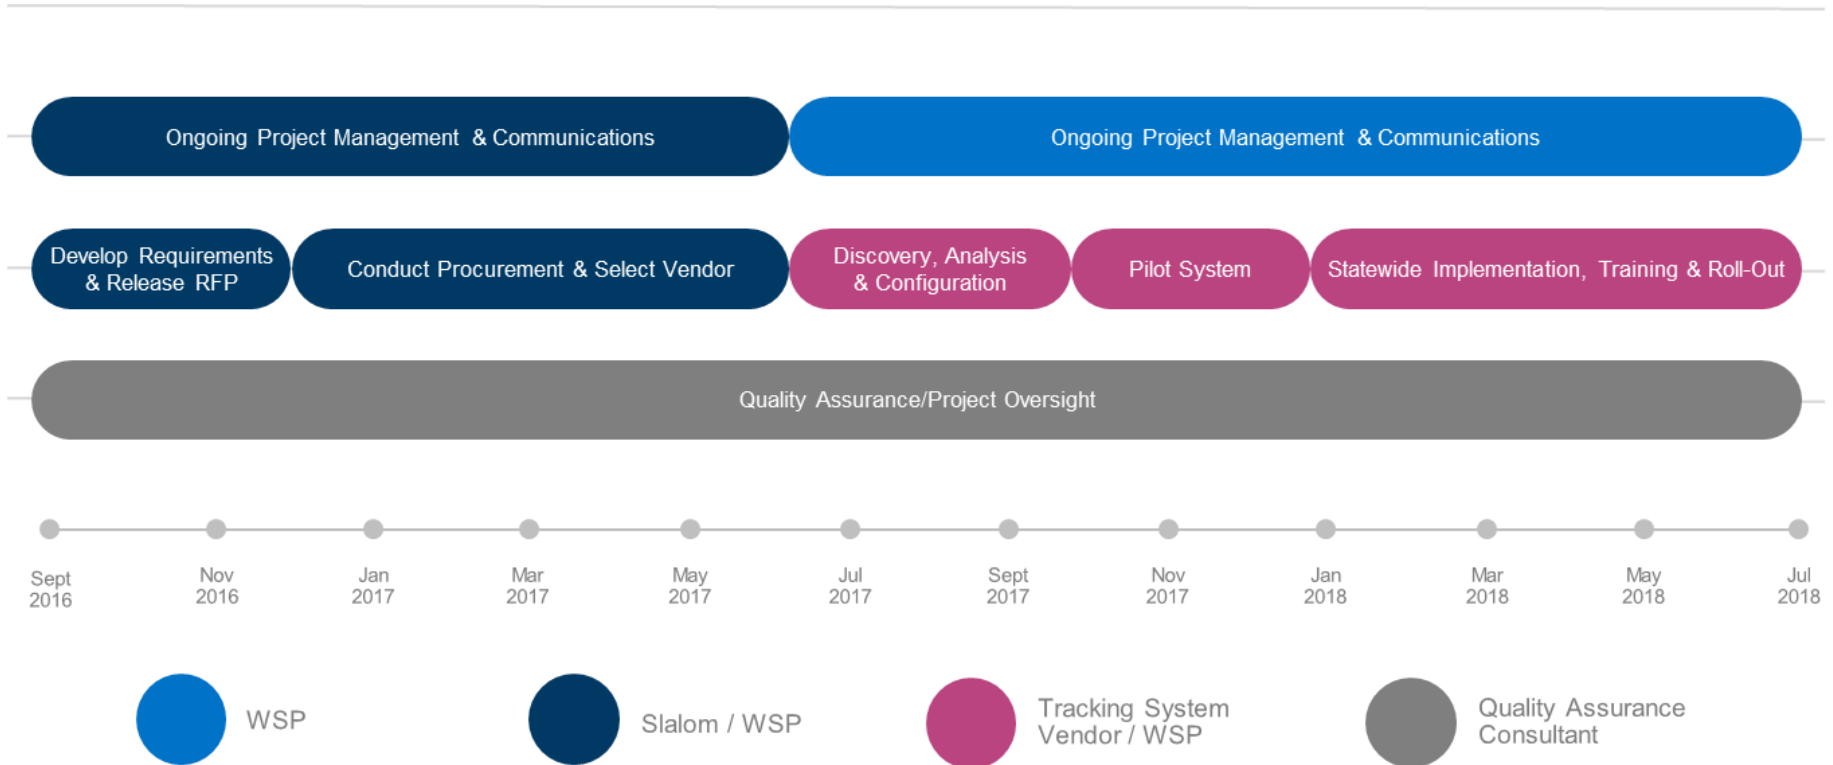 Ongoing Project Management & Communications
Ongoing Project Management & Communications
Develop Requirements
& Release RFP
Conduct Procurement & Select Vendor
Discovery, Analysis
& Configuration
Pilot System
Statewide Implementation, Training & Roll-Out
Quality Assurance/Project Oversight
Sept
2016
Nov
2016
Jan
2017
Mar
2017
May
2017
Jul
2017
Sept
2017
Nov
2017
Jan
2018
Mar
2018
May
2018
Jul
2018
WSP
Slalom / WSP
Tracking System
Vendor / WSP
Quality Assurance
Consultant